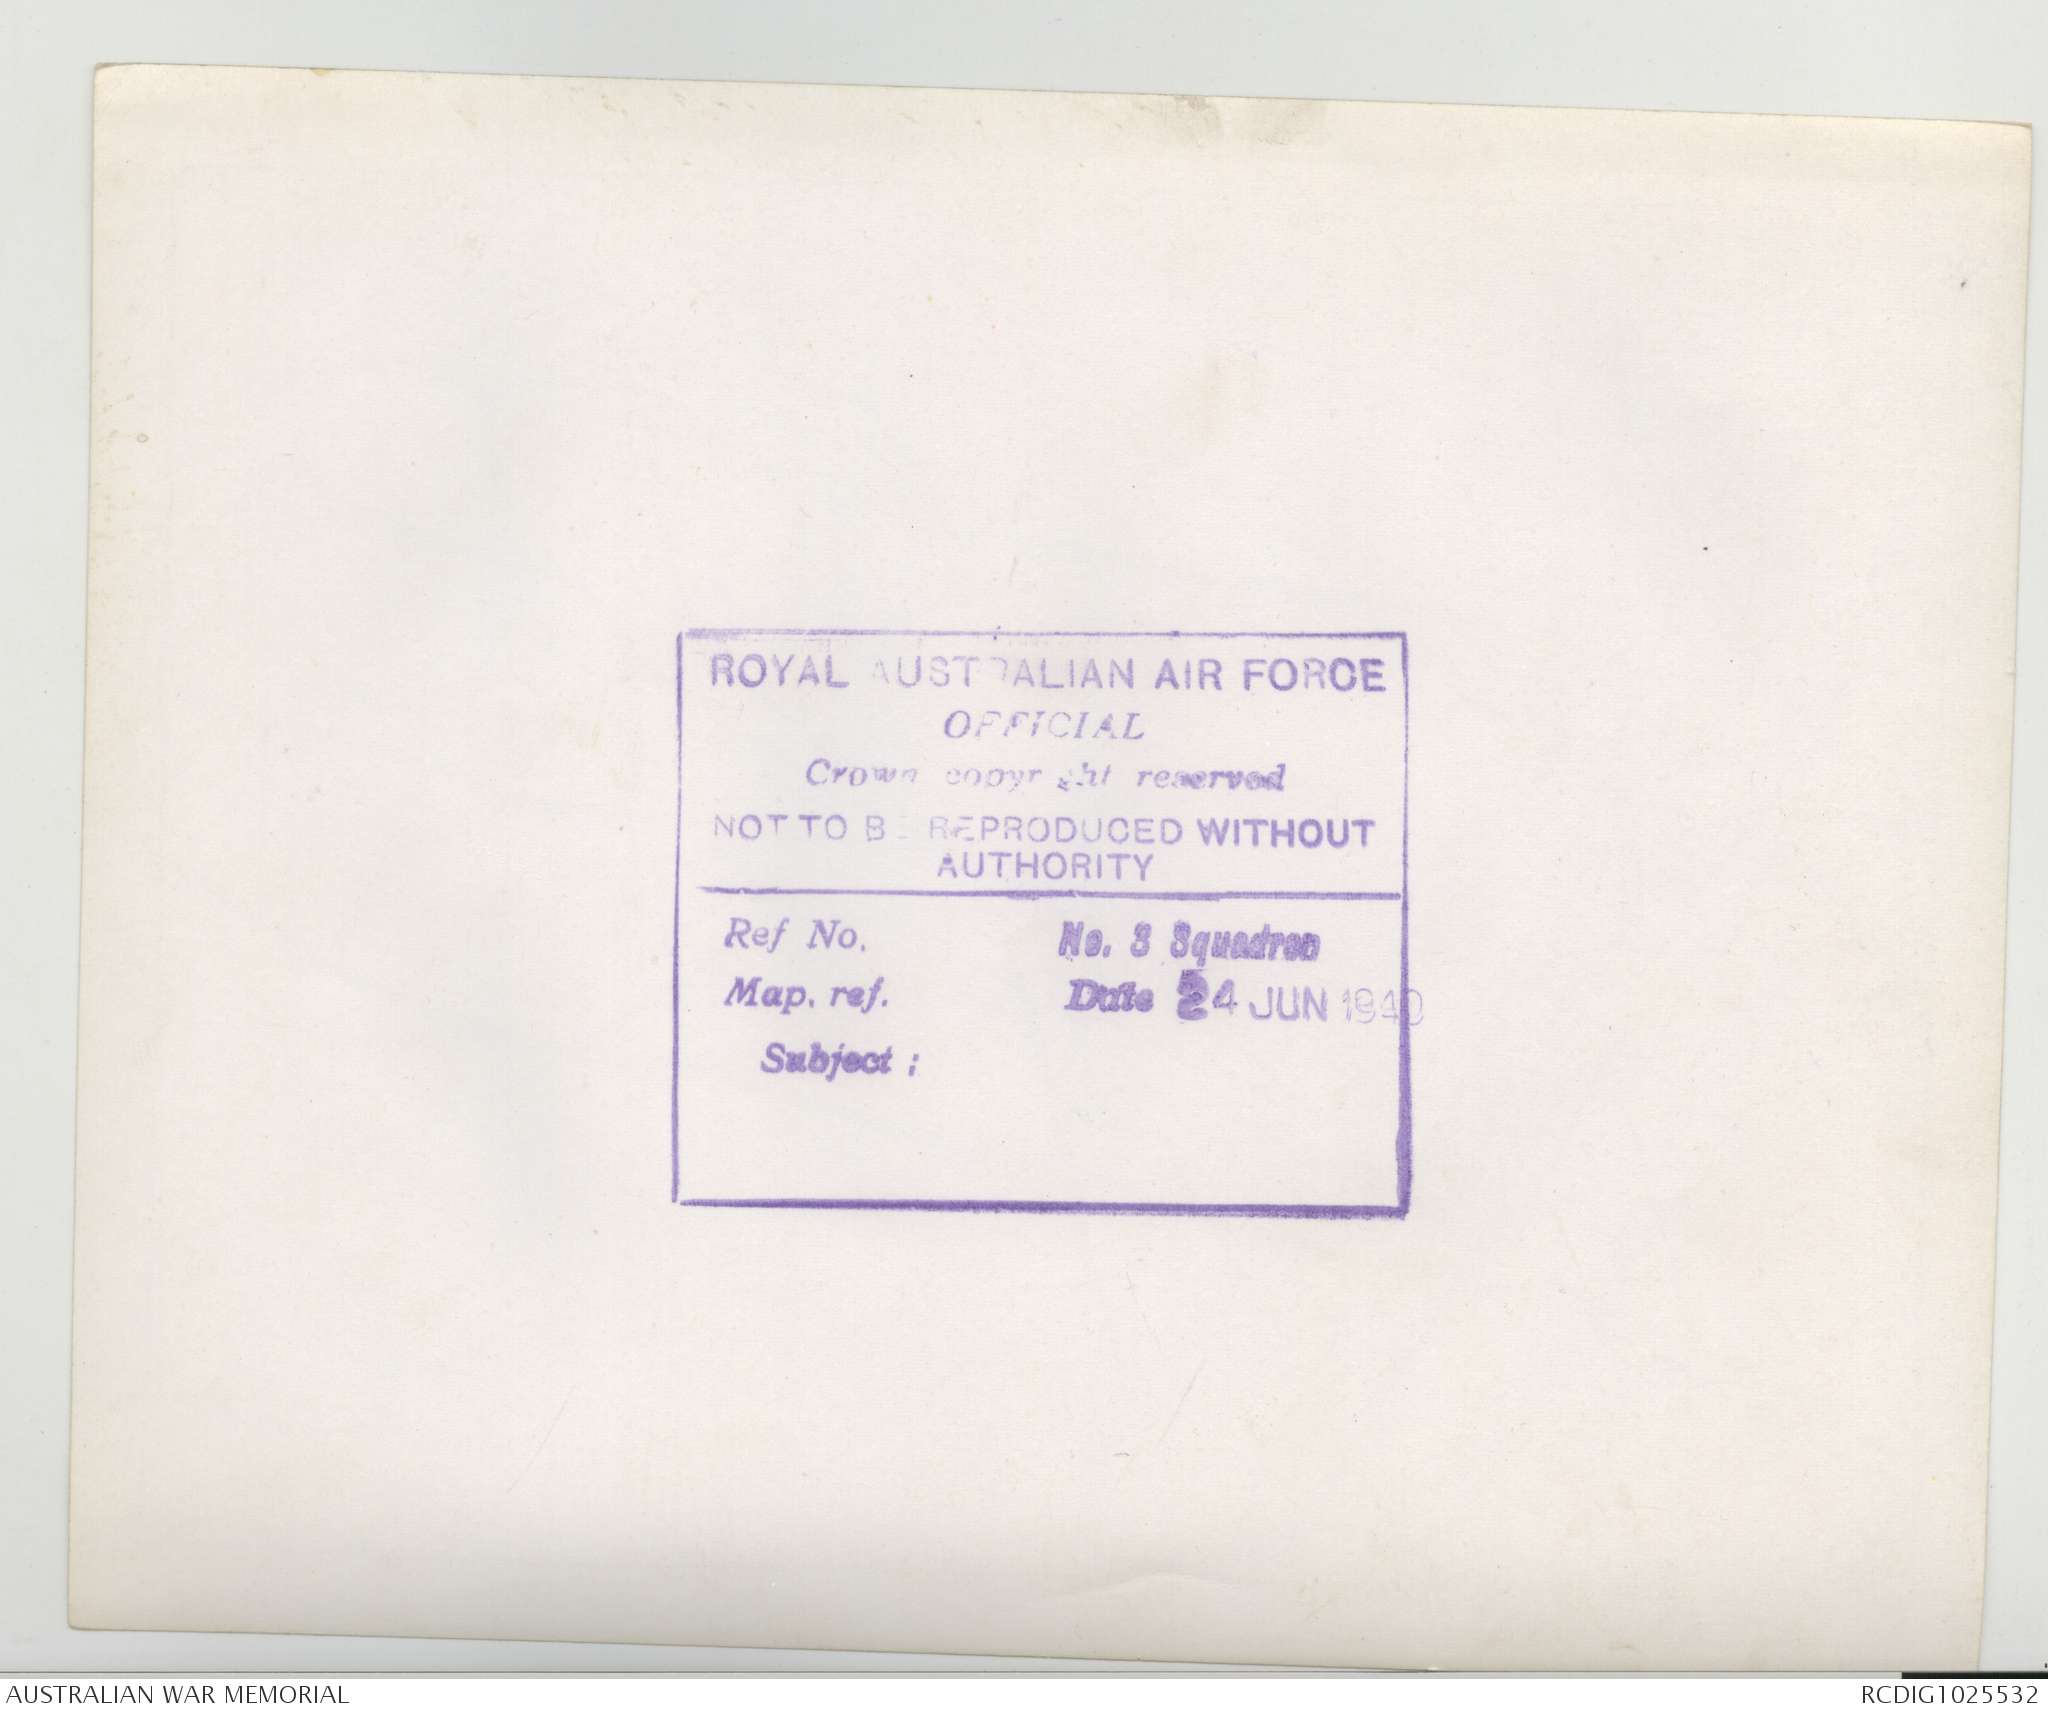 ROYAL AUSTRALIAN AIR FORCE
OFFICIAL
Crown copyright reserved
NOT TO BE REPRODUCED WITHOUT
AUTHORITY
Ref No. No. 3 Squadron
Map. ref. Date 24 JUN 1940
Subject :
AUSTRALIAN WAR MEMORIAL RCDIG1025532